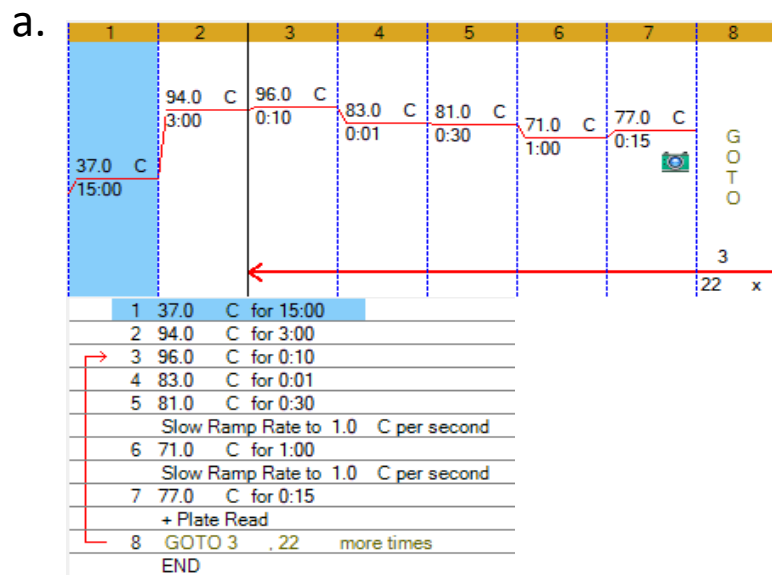 a.
1 2 3 4 5 6 7 8
37.0 C
15:00
94.0 C
3:00
96.0 C
0:10
83.0 C
0:01
81.0 C
0:30
71.0 C
1:00
77.0 C
0:15
G
O
T
O
3
22 x
1 37.0 C for 15:00
2 94.0 C for 3:00
3 96.0 C for 0:10
4 83.0 C for 0:01
5 81.0 C for 0:30
Slow Ramp Rate to 1.0 C per second
6 71.0 C for 1:00
Slow Ramp Rate to 1.0 C per second
7 77.0 C for 0:15
+ Plate Read
8 GOTO 3 , 22 more times
END